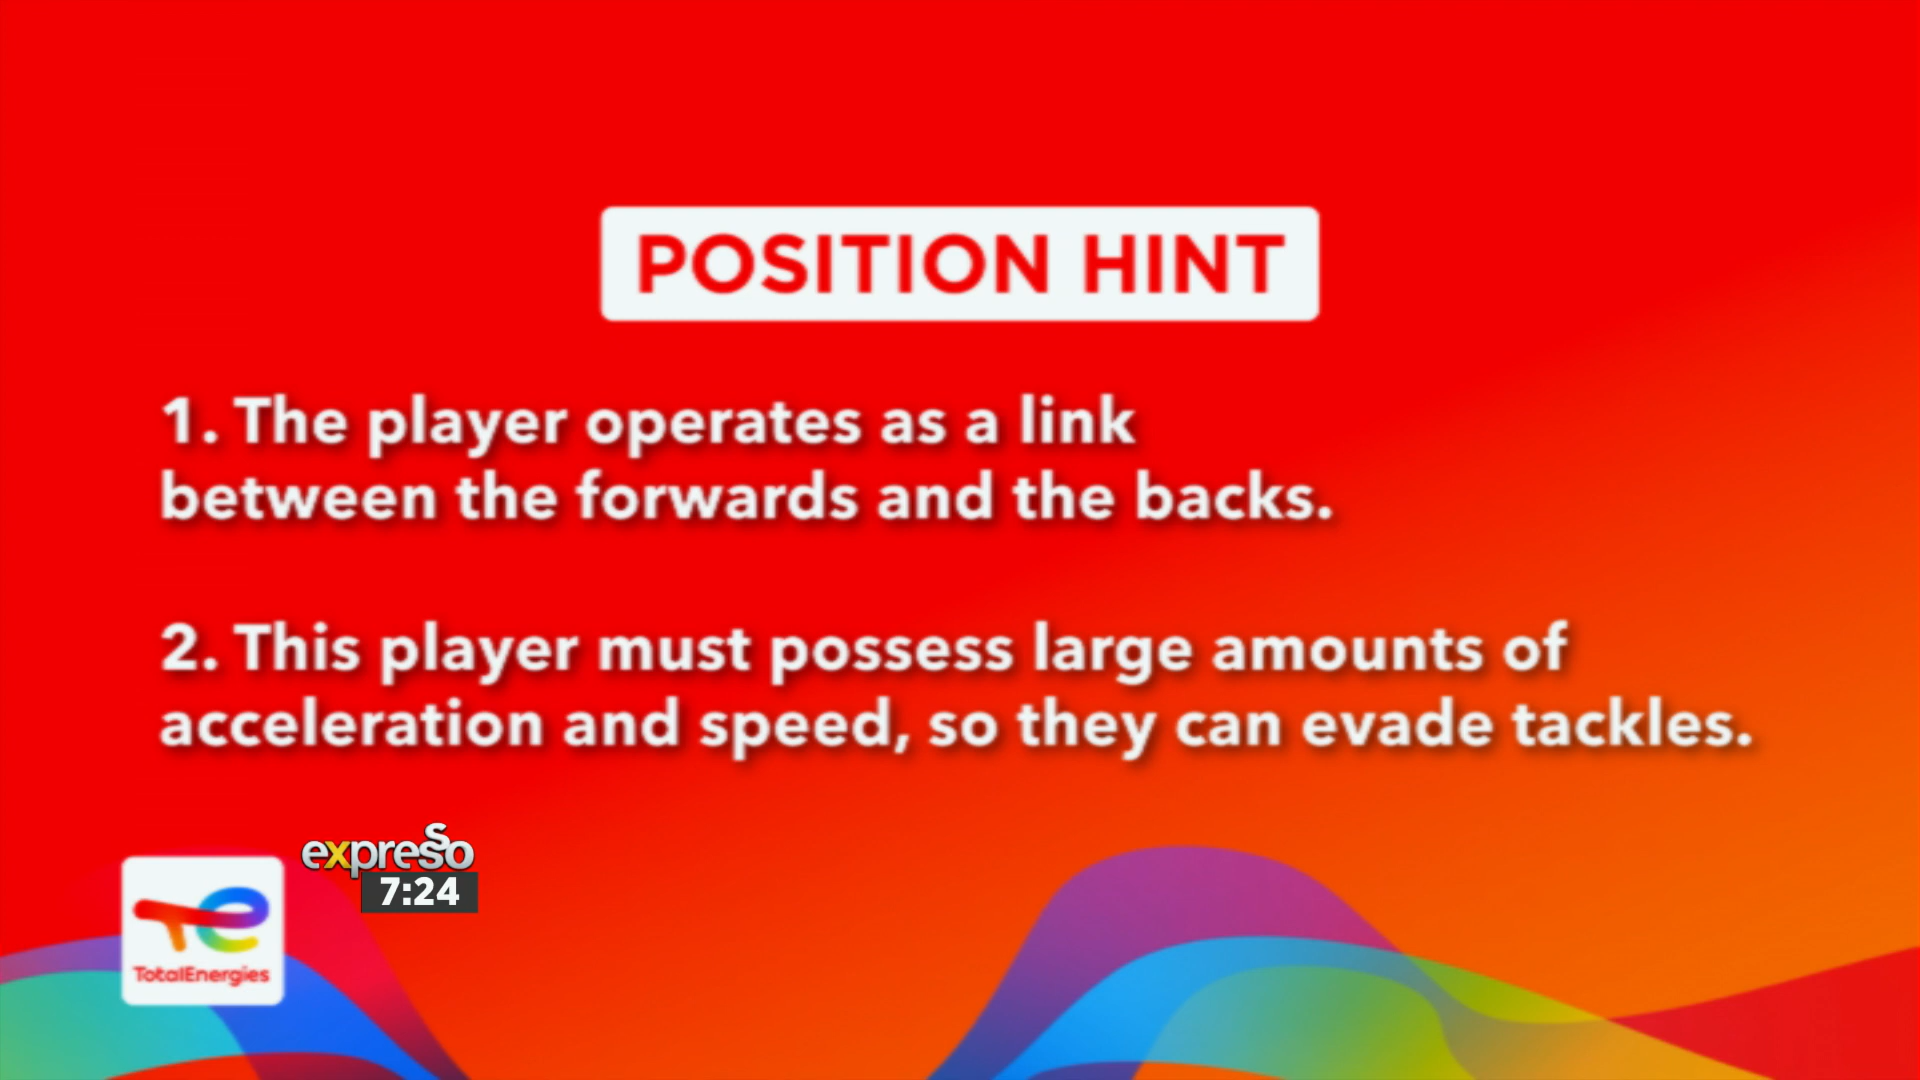 POSITION HINT
1. The player operates as a link
between the forwards and the backs.
2. This player must possess large amounts of
acceleration and speed, so they can evade tackles.
expresso
7:24
TotalEnergies